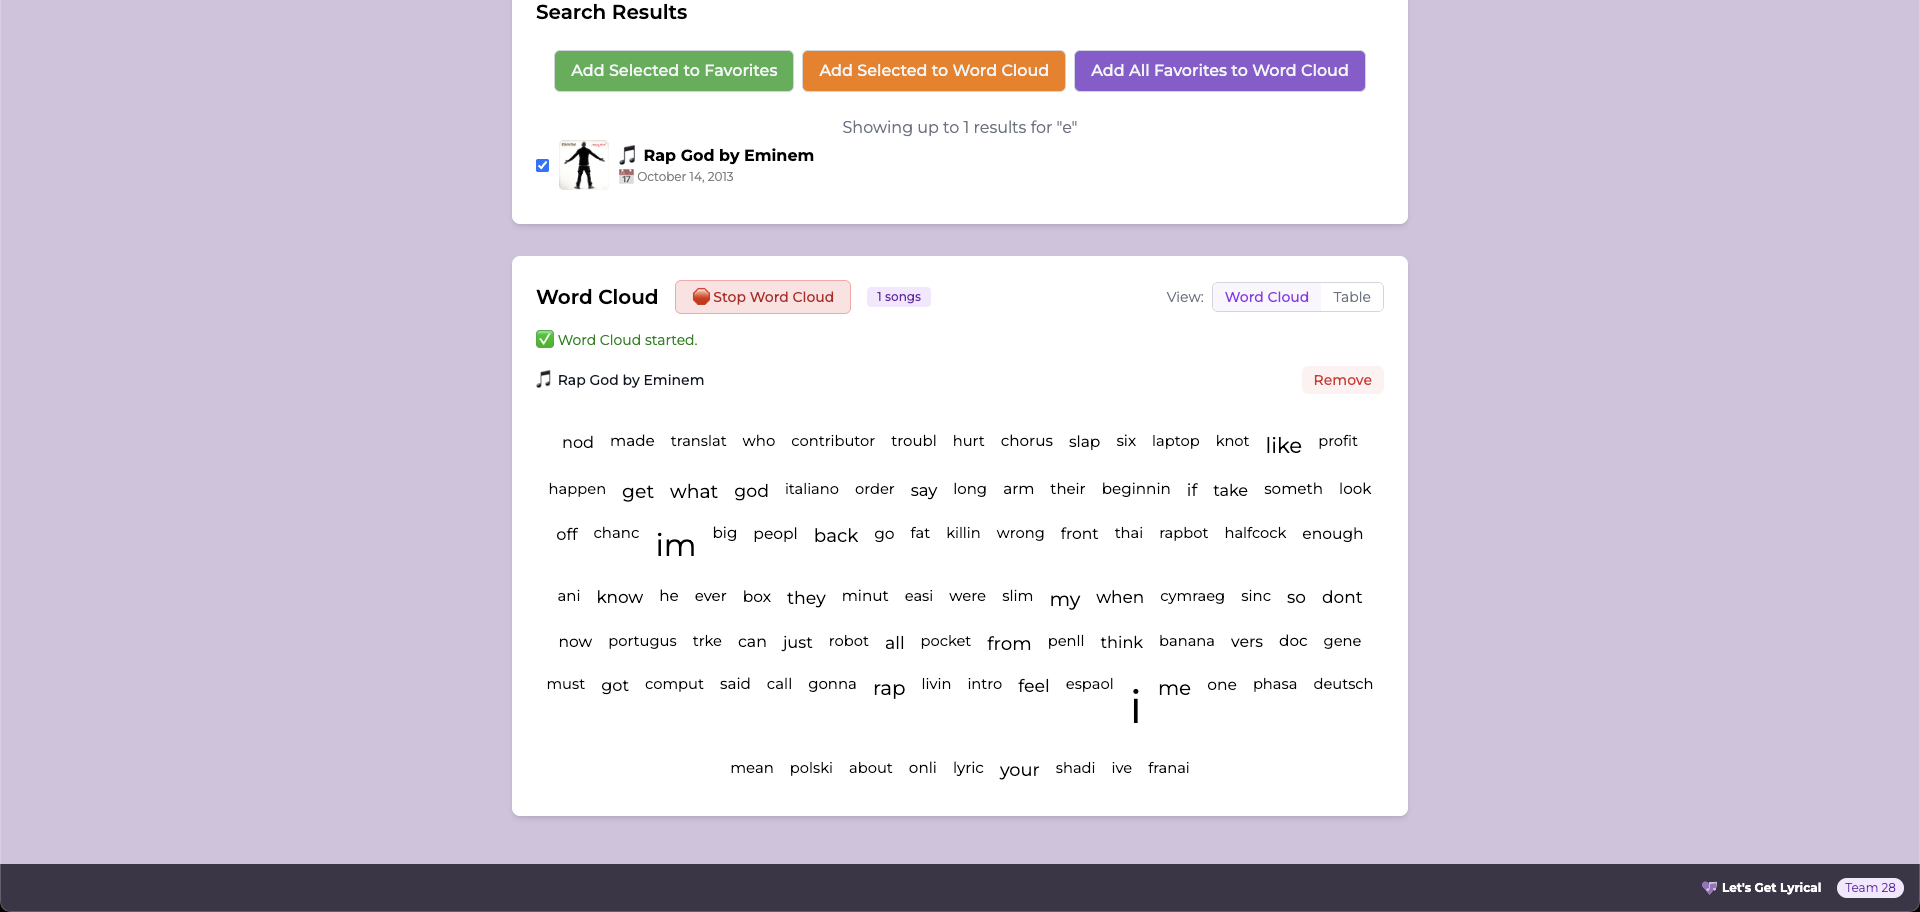 Search Results
Add Selected to Favorites Add Selected to Word Cloud Add All Favorites to Word Cloud
Showing up to 1 results for "e"
🎵 Rap God by Eminem
📅 October 14, 2013
Word Cloud 🛑 Stop Word Cloud 1 songs View: Word Cloud Table
✅ Word Cloud started.
🎵 Rap God by Eminem Remove
nod made translat who contributor troubl hurt chorus slap six laptop knot like profit
happen get what god italiano order say long arm their beginnin if take someth look
off chanc im big peopl back go fat killin wrong front thai rapbot halfcock enough
ani know he ever box they minut easi were slim my when cymraeg sinc so dont
now portugus trke can just robot all pocket from penll think banana vers doc gene
must got comput said call gonna rap livin intro feel espaol i me one phasa deutsch
mean polski about onli lyric your shadi ive franai
Let's Get Lyrical Team 28